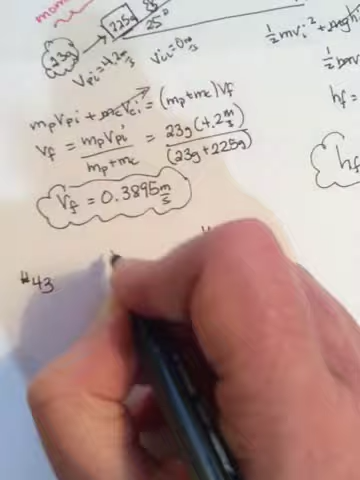 mom
225g
25°
23g
Vpi = 4.2 m/s
Vci = 0 m/s
½mvi² +
½
mpVpi + mcVci = (mp+mc)Vf
Vf = mpVpi / mp+mc = 23g(4.2 m/s) / (23g+225g)
hf =
Vf = 0.3895 m/s
hf
#43